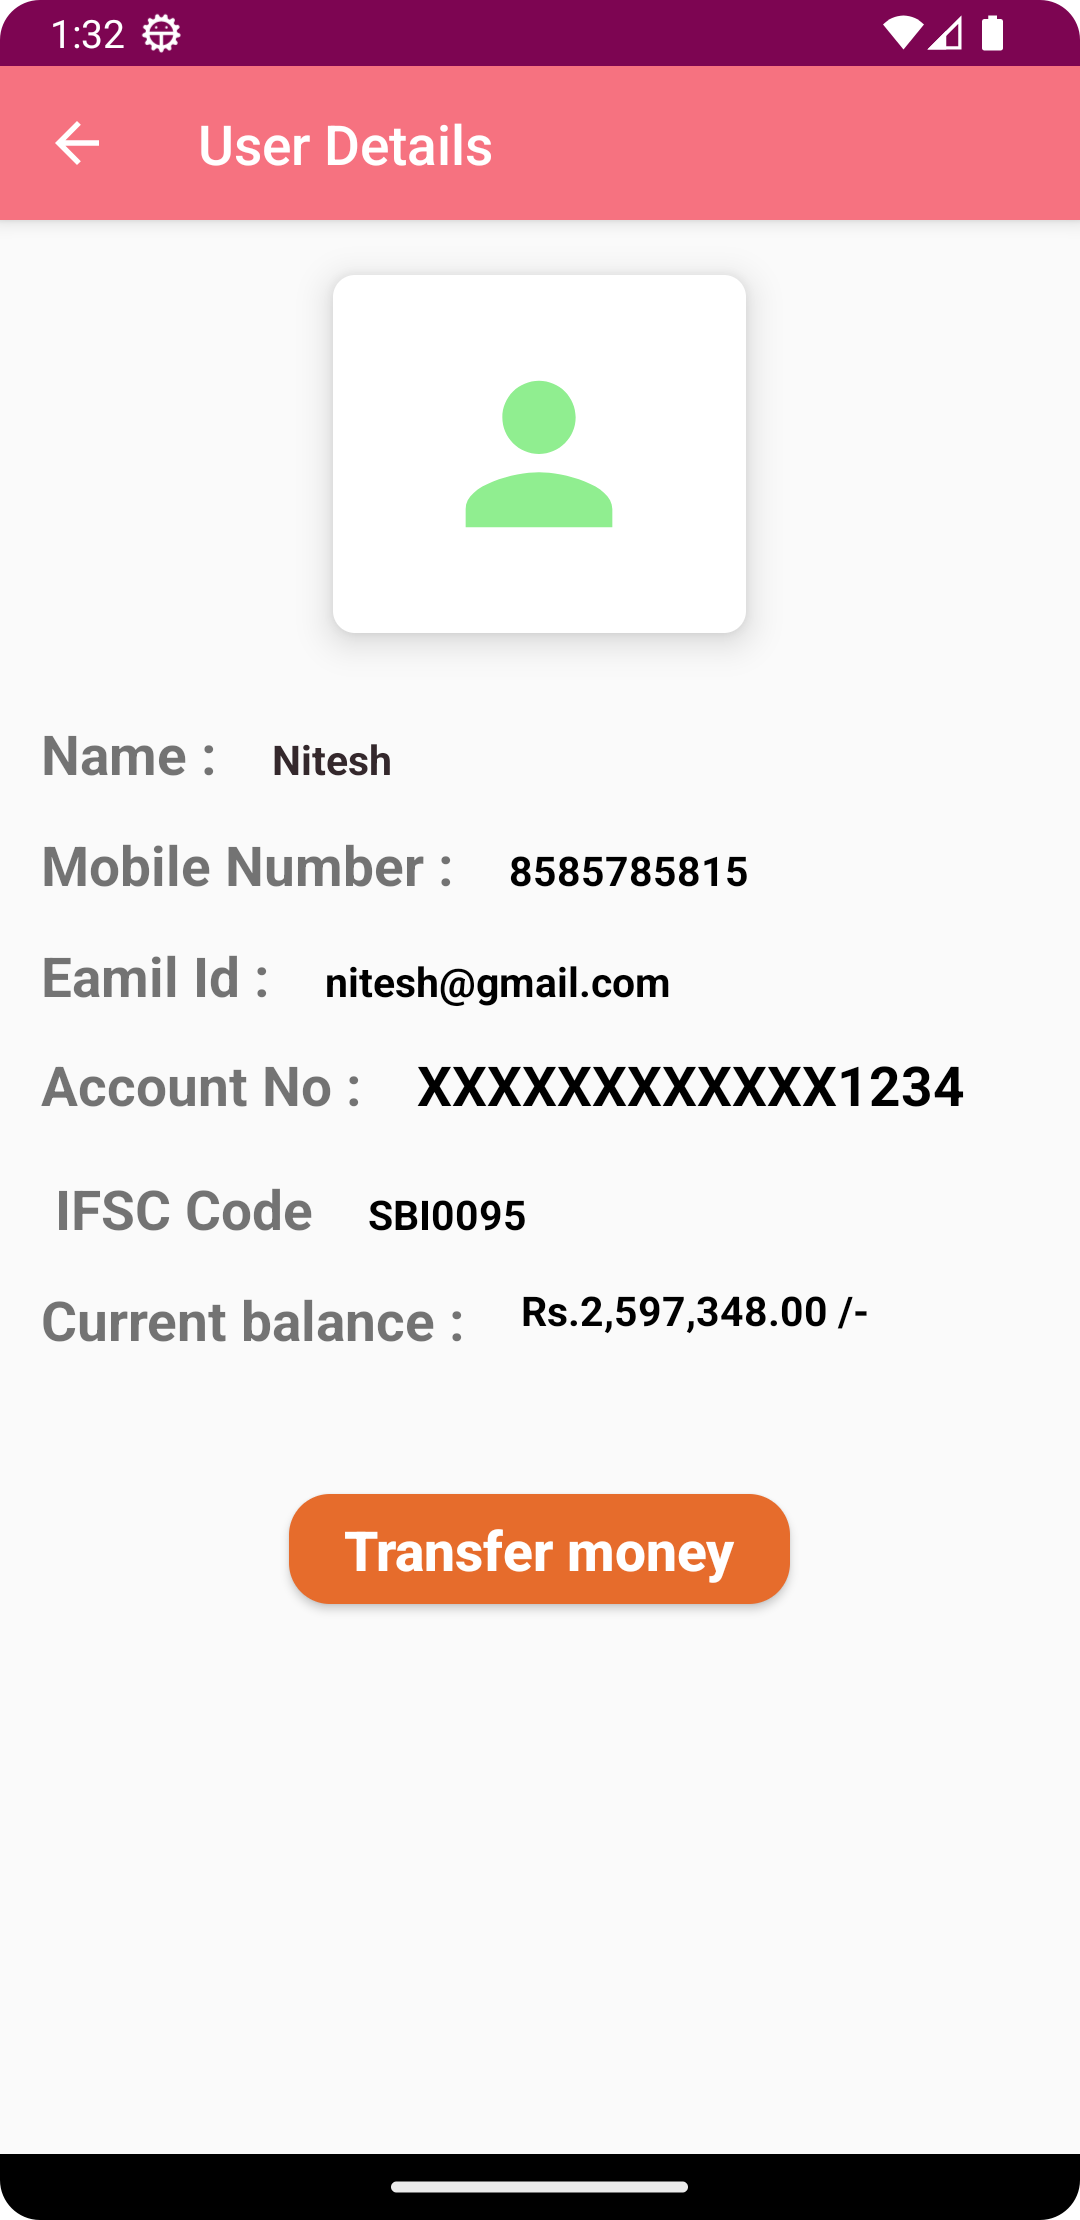 1:32
User Details
Name : Nitesh
Mobile Number : 8585785815
Eamil Id : nitesh@gmail.com
Account No : XXXXXXXXXXXX1234
IFSC Code SBI0095
Current balance : Rs.2,597,348.00 /-
Transfer money